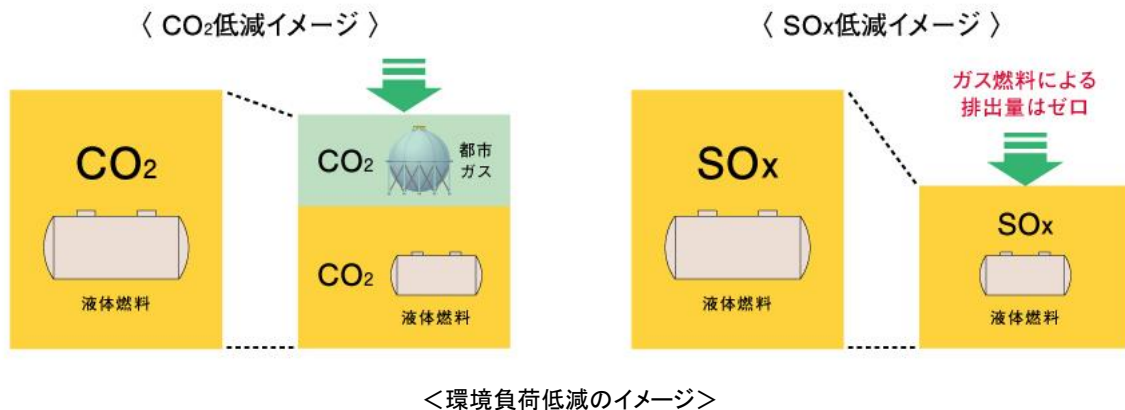 〈 CO₂低減イメージ 〉
CO₂
液体燃料
CO₂
都市
ガス
CO₂
液体燃料
〈 SOx低減イメージ 〉
SOx
液体燃料
ガス燃料による
排出量はゼロ
SOx
液体燃料
＜環境負荷低減のイメージ＞